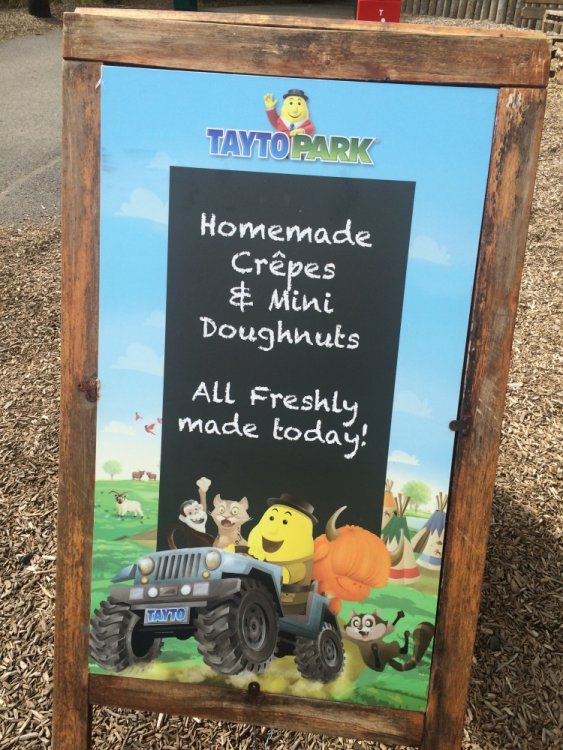 TAYTO PARK
Homemade
Crêpes
& Mini
Doughnuts
All Freshly
made today!
TAYTO